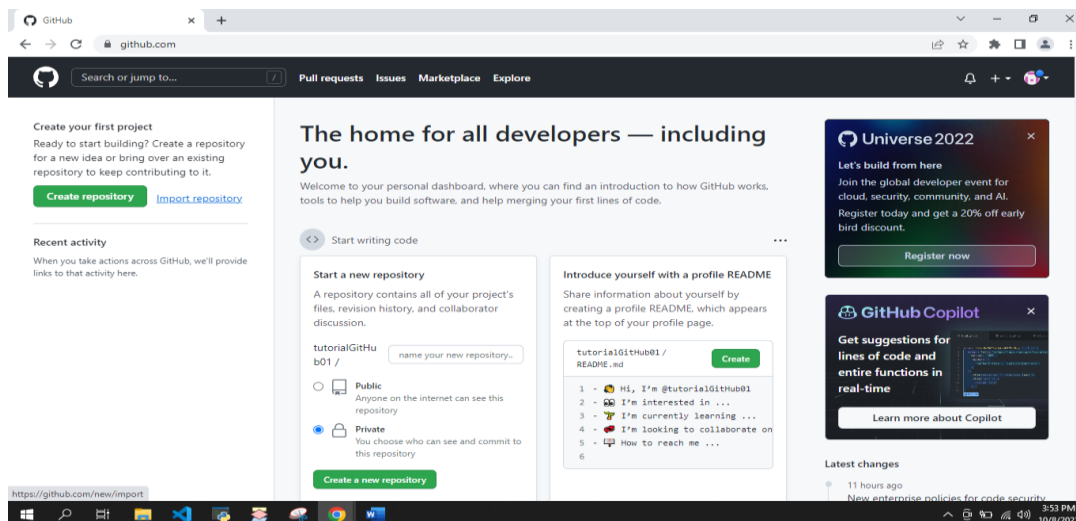 GitHub
github.com
Search or jump to...
/
Pull requests Issues Marketplace Explore
Create your first project
Ready to start building? Create a repository
for a new idea or bring over an existing
repository to keep contributing to it.
Create repository
Import repository
Recent activity
When you take actions across GitHub, we'll provide
links to that activity here.
The home for all developers — including
you.
Welcome to your personal dashboard, where you can find an introduction to how GitHub works,
tools to help you build software, and help merging your first lines of code.
<> Start writing code
Start a new repository
A repository contains all of your project's
files, revision history, and collaborator
discussion.
tutorialGitHu
b01 /
name your new repository..
Public
Anyone on the internet can see this
repository
Private
You choose who can see and commit to
this repository
Create a new repository
Introduce yourself with a profile README
Share information about yourself by
creating a profile README, which appears
at the top of your profile page.
tutorialGitHub01 /
README.md
Create
1 - 👋 Hi, I'm @tutorialGitHub01
2 - 👀 I'm interested in ...
3 - 🌱 I'm currently learning ...
4 - 💞️ I'm looking to collaborate on
5 - 📫 How to reach me ...
6
Universe 2022
Let's build from here
Join the global developer event for
cloud, security, community, and AI.
Register today and get a 20% off early
bird discount.
Register now
GitHub Copilot
Get suggestions for
lines of code and
entire functions in
real-time
Learn more about Copilot
Latest changes
11 hours ago
New enterprise policies for code security
https://github.com/new/import
3:53 PM